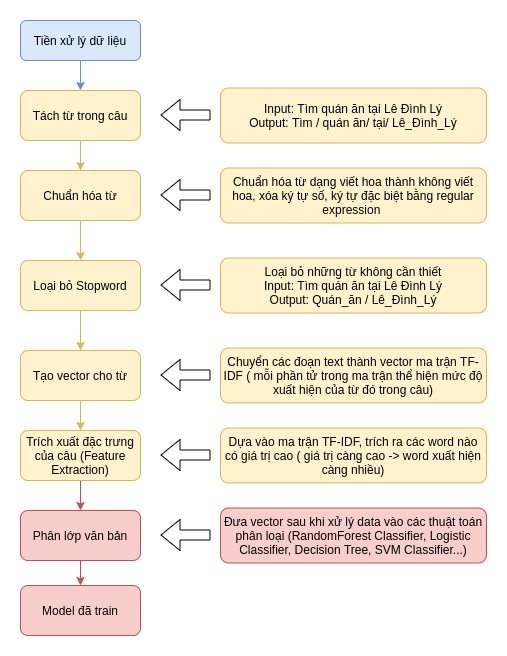 Tiền xử lý dữ liệu
Tách từ trong câu
Input: Tìm quán ăn tại Lê Đình Lý
Output: Tìm / quán ăn/ tại/ Lê_Đình_Lý
Chuẩn hóa từ
Chuẩn hóa từ dạng viết hoa thành không viết
hoa, xóa ký tự số, ký tự đặc biệt bằng regular
expression
Loại bỏ Stopword
Loại bỏ những từ không cần thiết
Input: Tìm quán ăn tại Lê Đình Lý
Output: Quán_ăn / Lê_Đình_Lý
Tạo vector cho từ
Chuyển các đoạn text thành vector ma trận TF-
IDF ( mỗi phần tử trong ma trận thể hiện mức độ
xuất hiện của từ đó trong câu)
Trích xuất đặc trưng
của câu (Feature
Extraction)
Dựa vào ma trận TF-IDF, trích ra các word nào
có giá trị cao ( giá trị càng cao -> word xuất hiện
càng nhiều)
Phân lớp văn bản
Đưa vector sau khi xử lý data vào các thuật toán
phân loại (RandomForest Classifier, Logistic
Classifier, Decision Tree, SVM Classifier...)
Model đã train